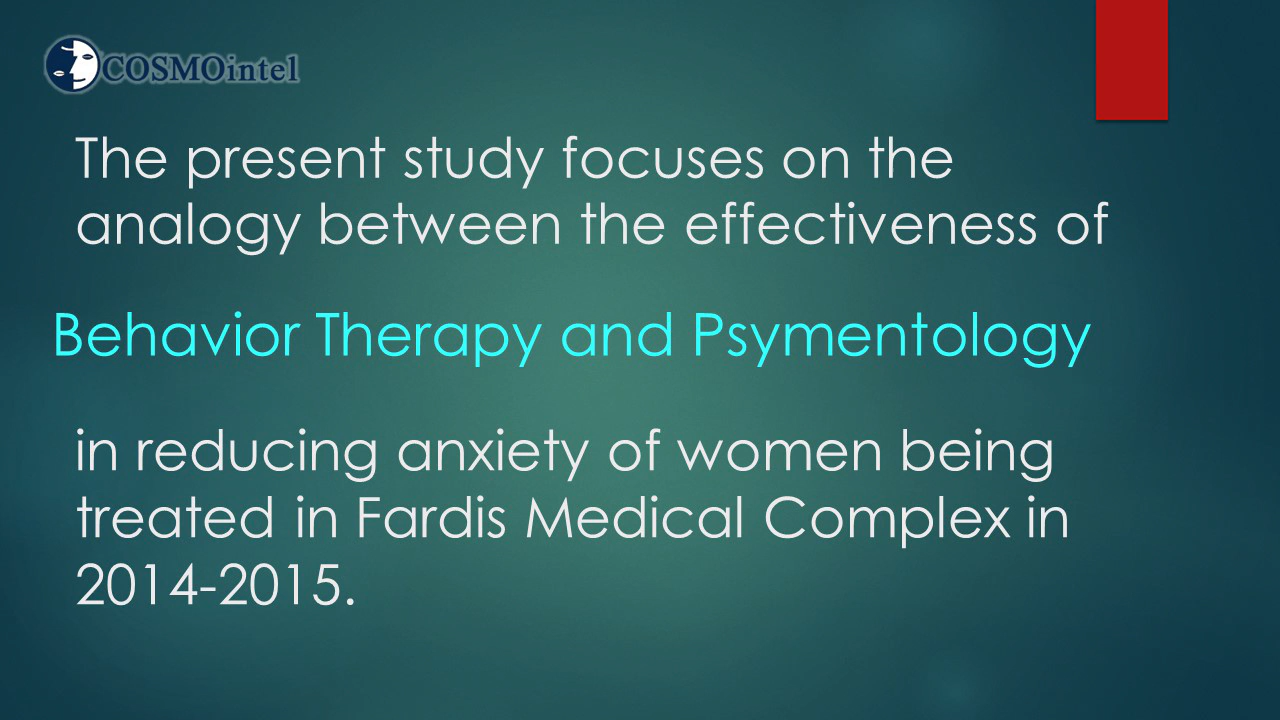 COSMOintel
The present study focuses on the
analogy between the effectiveness of
Behavior Therapy and Psymentology
in reducing anxiety of women being
treated in Fardis Medical Complex in
2014-2015.